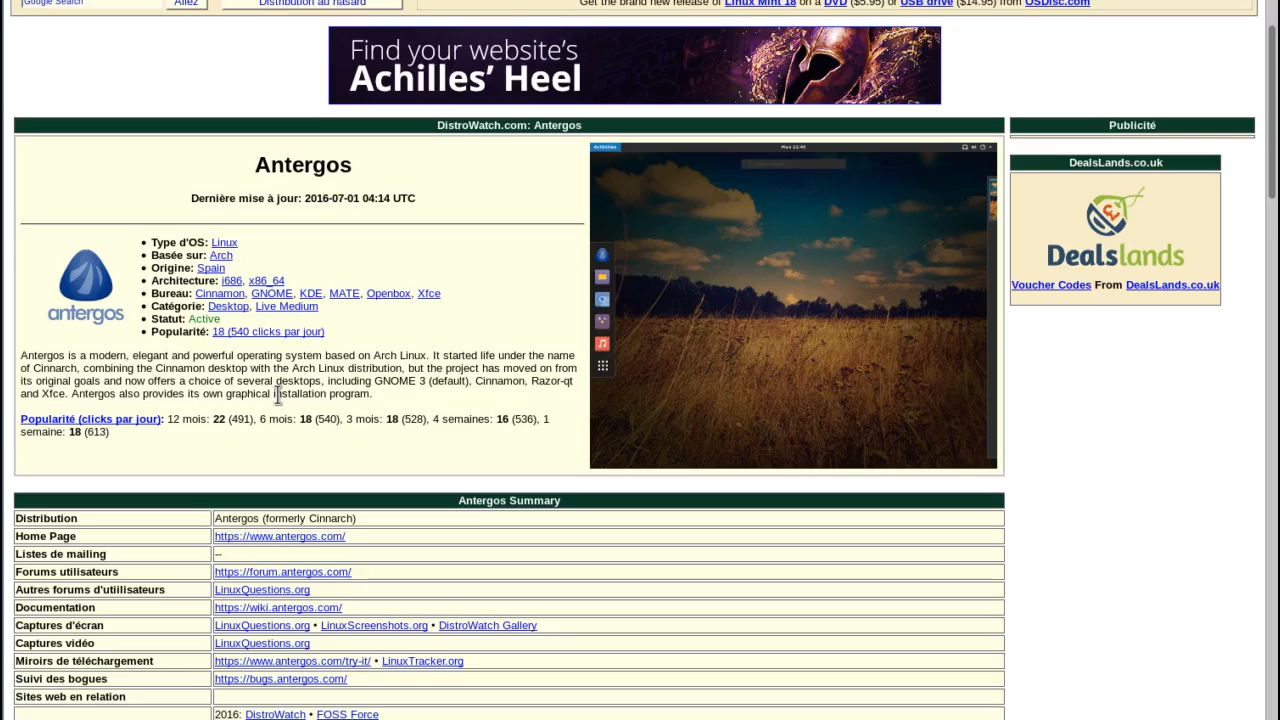 Google Search
Allez
Distribution au hasard
Get the brand new release of Linux Mint 18 on a DVD ($5.95) or USB drive ($14.95) from OSDisc.com
Find your website's
Achilles' Heel
DistroWatch.com: Antergos
Publicité
Antergos
Dernière mise à jour: 2016-07-01 04:14 UTC
antergos
• Type d'OS: Linux
• Basée sur: Arch
• Origine: Spain
• Architecture: i686, x86_64
• Bureau: Cinnamon, GNOME, KDE, MATE, Openbox, Xfce
• Catégorie: Desktop, Live Medium
• Statut: Active
• Popularité: 18 (540 clicks par jour)
Antergos is a modern, elegant and powerful operating system based on Arch Linux. It started life under the name
of Cinnarch, combining the Cinnamon desktop with the Arch Linux distribution, but the project has moved on from
its original goals and now offers a choice of several desktops, including GNOME 3 (default), Cinnamon, Razor-qt
and Xfce. Antergos also provides its own graphical installation program.
Popularité (clicks par jour): 12 mois: 22 (491), 6 mois: 18 (540), 3 mois: 18 (528), 4 semaines: 16 (536), 1
semaine: 18 (613)
Activities
DealsLands.co.uk
Dealslands
Voucher Codes From DealsLands.co.uk
Antergos Summary
Distribution Antergos (formerly Cinnarch)
Home Page https://www.antergos.com/
Listes de mailing --
Forums utilisateurs https://forum.antergos.com/
Autres forums d'utiilisateurs LinuxQuestions.org
Documentation https://wiki.antergos.com/
Captures d'écran LinuxQuestions.org • LinuxScreenshots.org • DistroWatch Gallery
Captures vidéo LinuxQuestions.org
Miroirs de téléchargement https://www.antergos.com/try-it/ • LinuxTracker.org
Suivi des bogues https://bugs.antergos.com/
Sites web en relation
2016: DistroWatch • FOSS Force